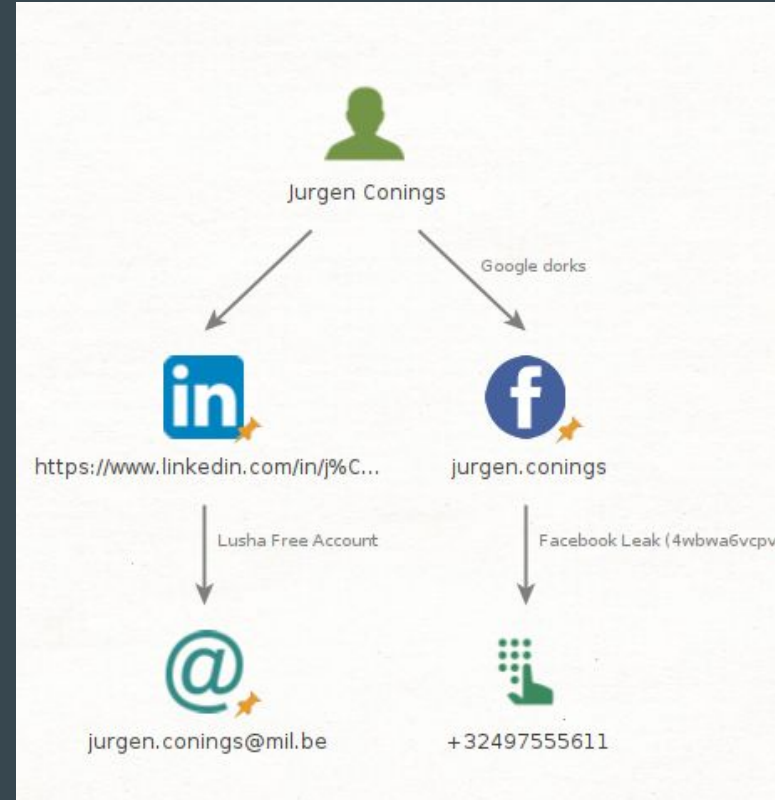 Jurgen Conings
Google dorks
in
f
https://www.linkedin.com/in/j%C...
jurgen.conings
Lusha Free Account
Facebook Leak (4wbwa6vcpv
@
jurgen.conings@mil.be
+32497555611